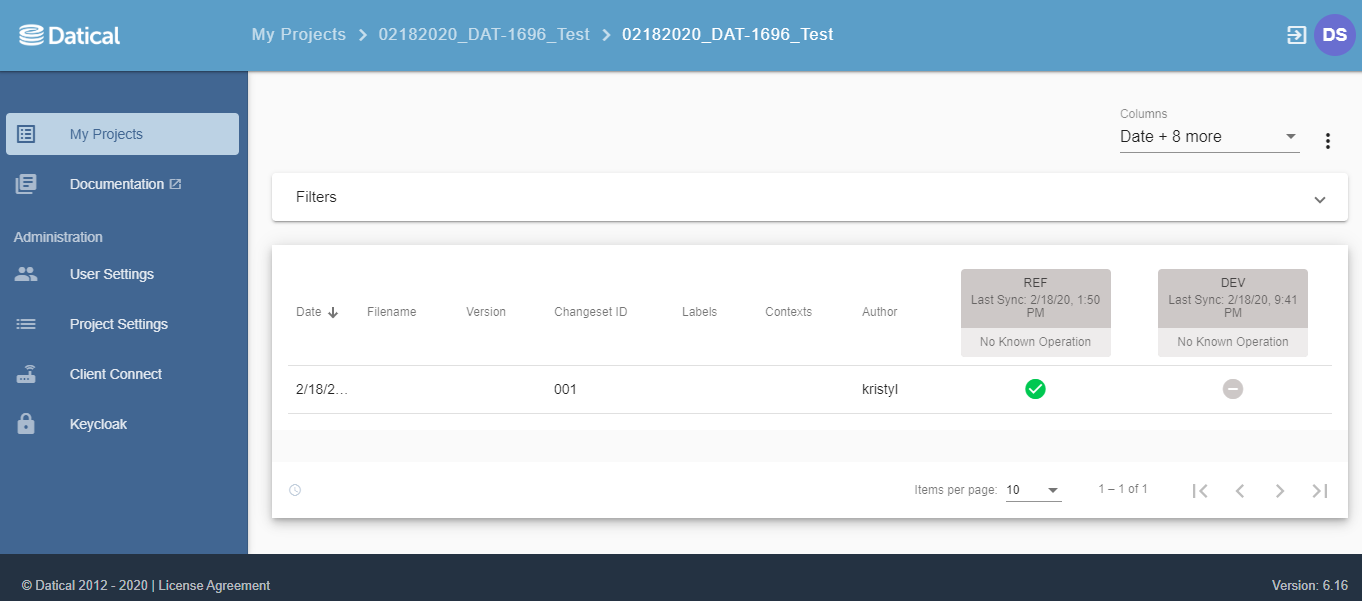 Datical
My Projects > 02182020_DAT-1696_Test > 02182020_DAT-1696_Test
DS
My Projects
Documentation
Administration
User Settings
Project Settings
Client Connect
Keycloak
Columns
Date + 8 more
Filters
Date Filename Version Changeset ID Labels Contexts Author
REF
Last Sync: 2/18/20, 1:50
PM
No Known Operation
DEV
Last Sync: 2/18/20, 9:41
PM
No Known Operation
2/18/2… 001 kristyl
Items per page: 10 1 – 1 of 1
© Datical 2012 - 2020 | License Agreement
Version: 6.16